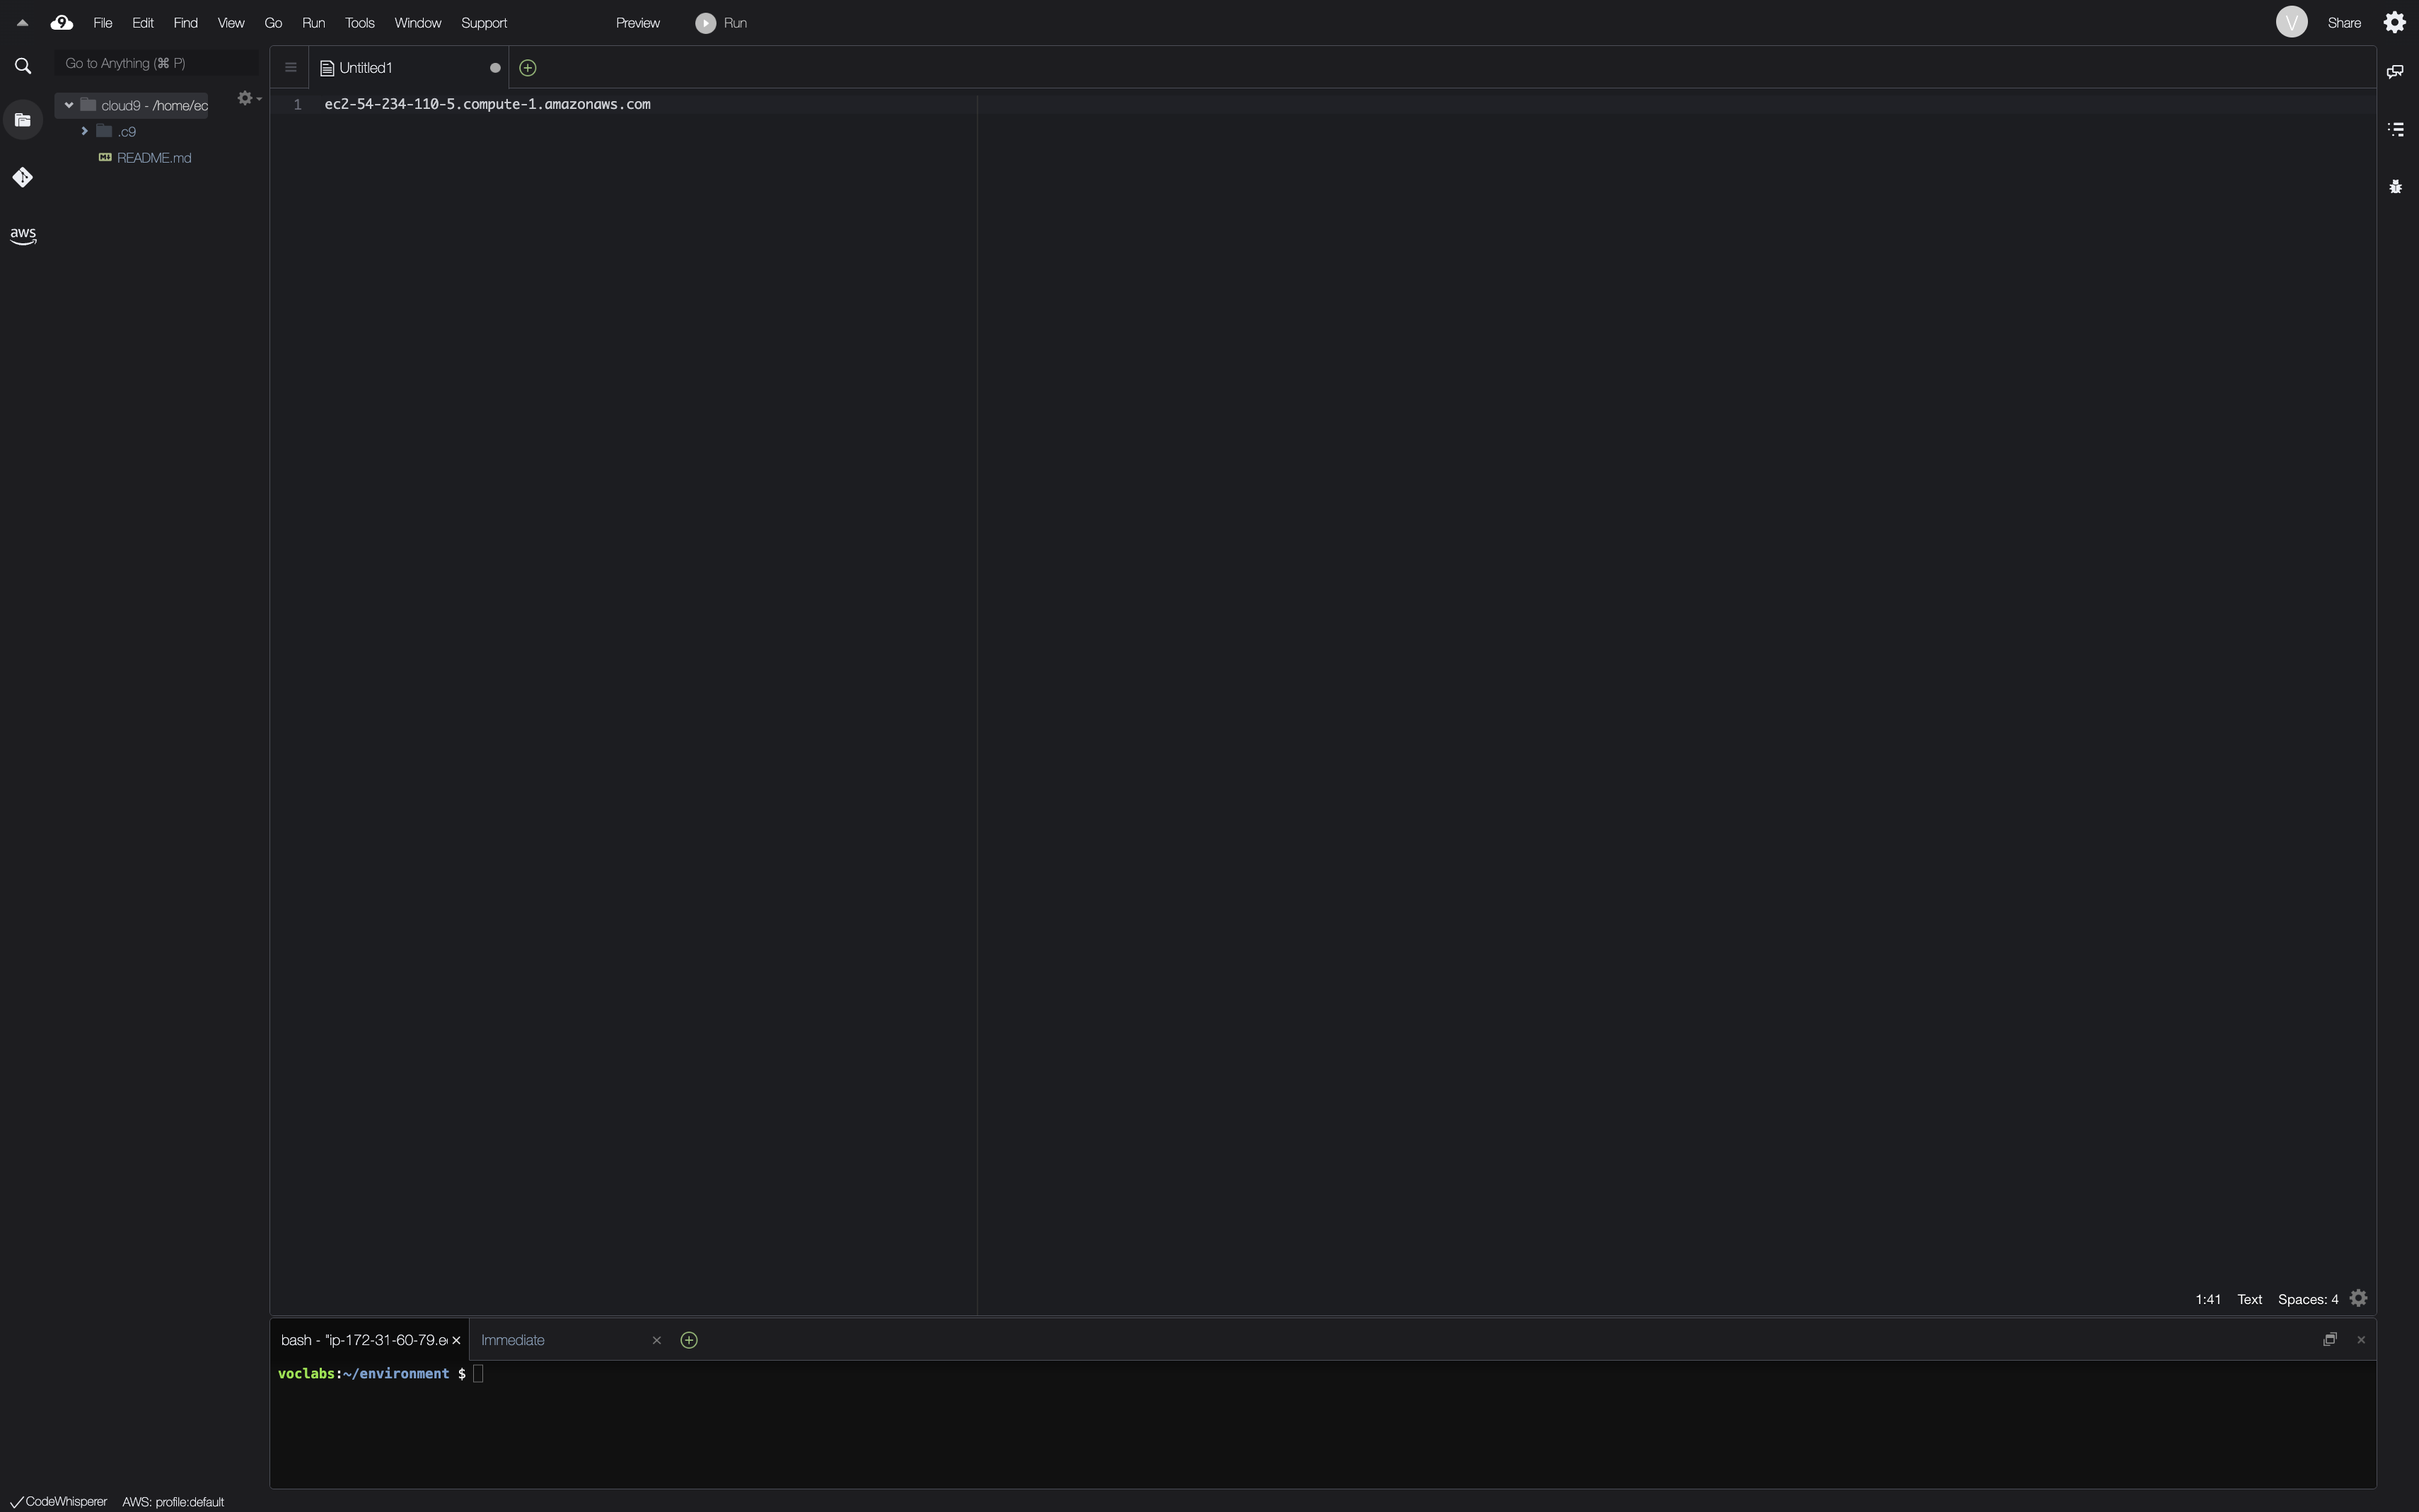 9 File Edit Find View Go Run Tools Window Support Preview Run V Share
Go to Anything (⌘ P)
cloud9 - /home/ec
.c9
README.md
aws
Untitled1
1 ec2-54-234-110-5.compute-1.amazonaws.com
1:41 Text Spaces: 4
bash - "ip-172-31-60-79.e Immediate
voclabs:~/environment $
CodeWhisperer AWS: profile:default